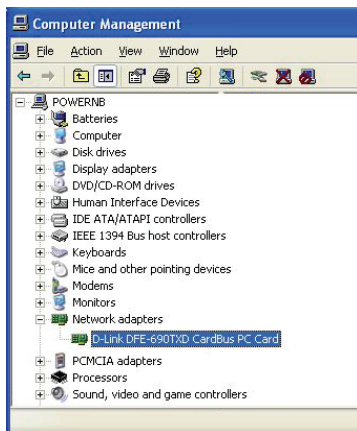 Computer Management
File Action View Window Help
POWERNB
Batteries
Computer
Disk drives
Display adapters
DVD/CD-ROM drives
Human Interface Devices
IDE ATA/ATAPI controllers
IEEE 1394 Bus host controllers
Keyboards
Mice and other pointing devices
Modems
Monitors
Network adapters
D-Link DFE-690TXD CardBus PC Card
PCMCIA adapters
Processors
Sound, video and game controllers